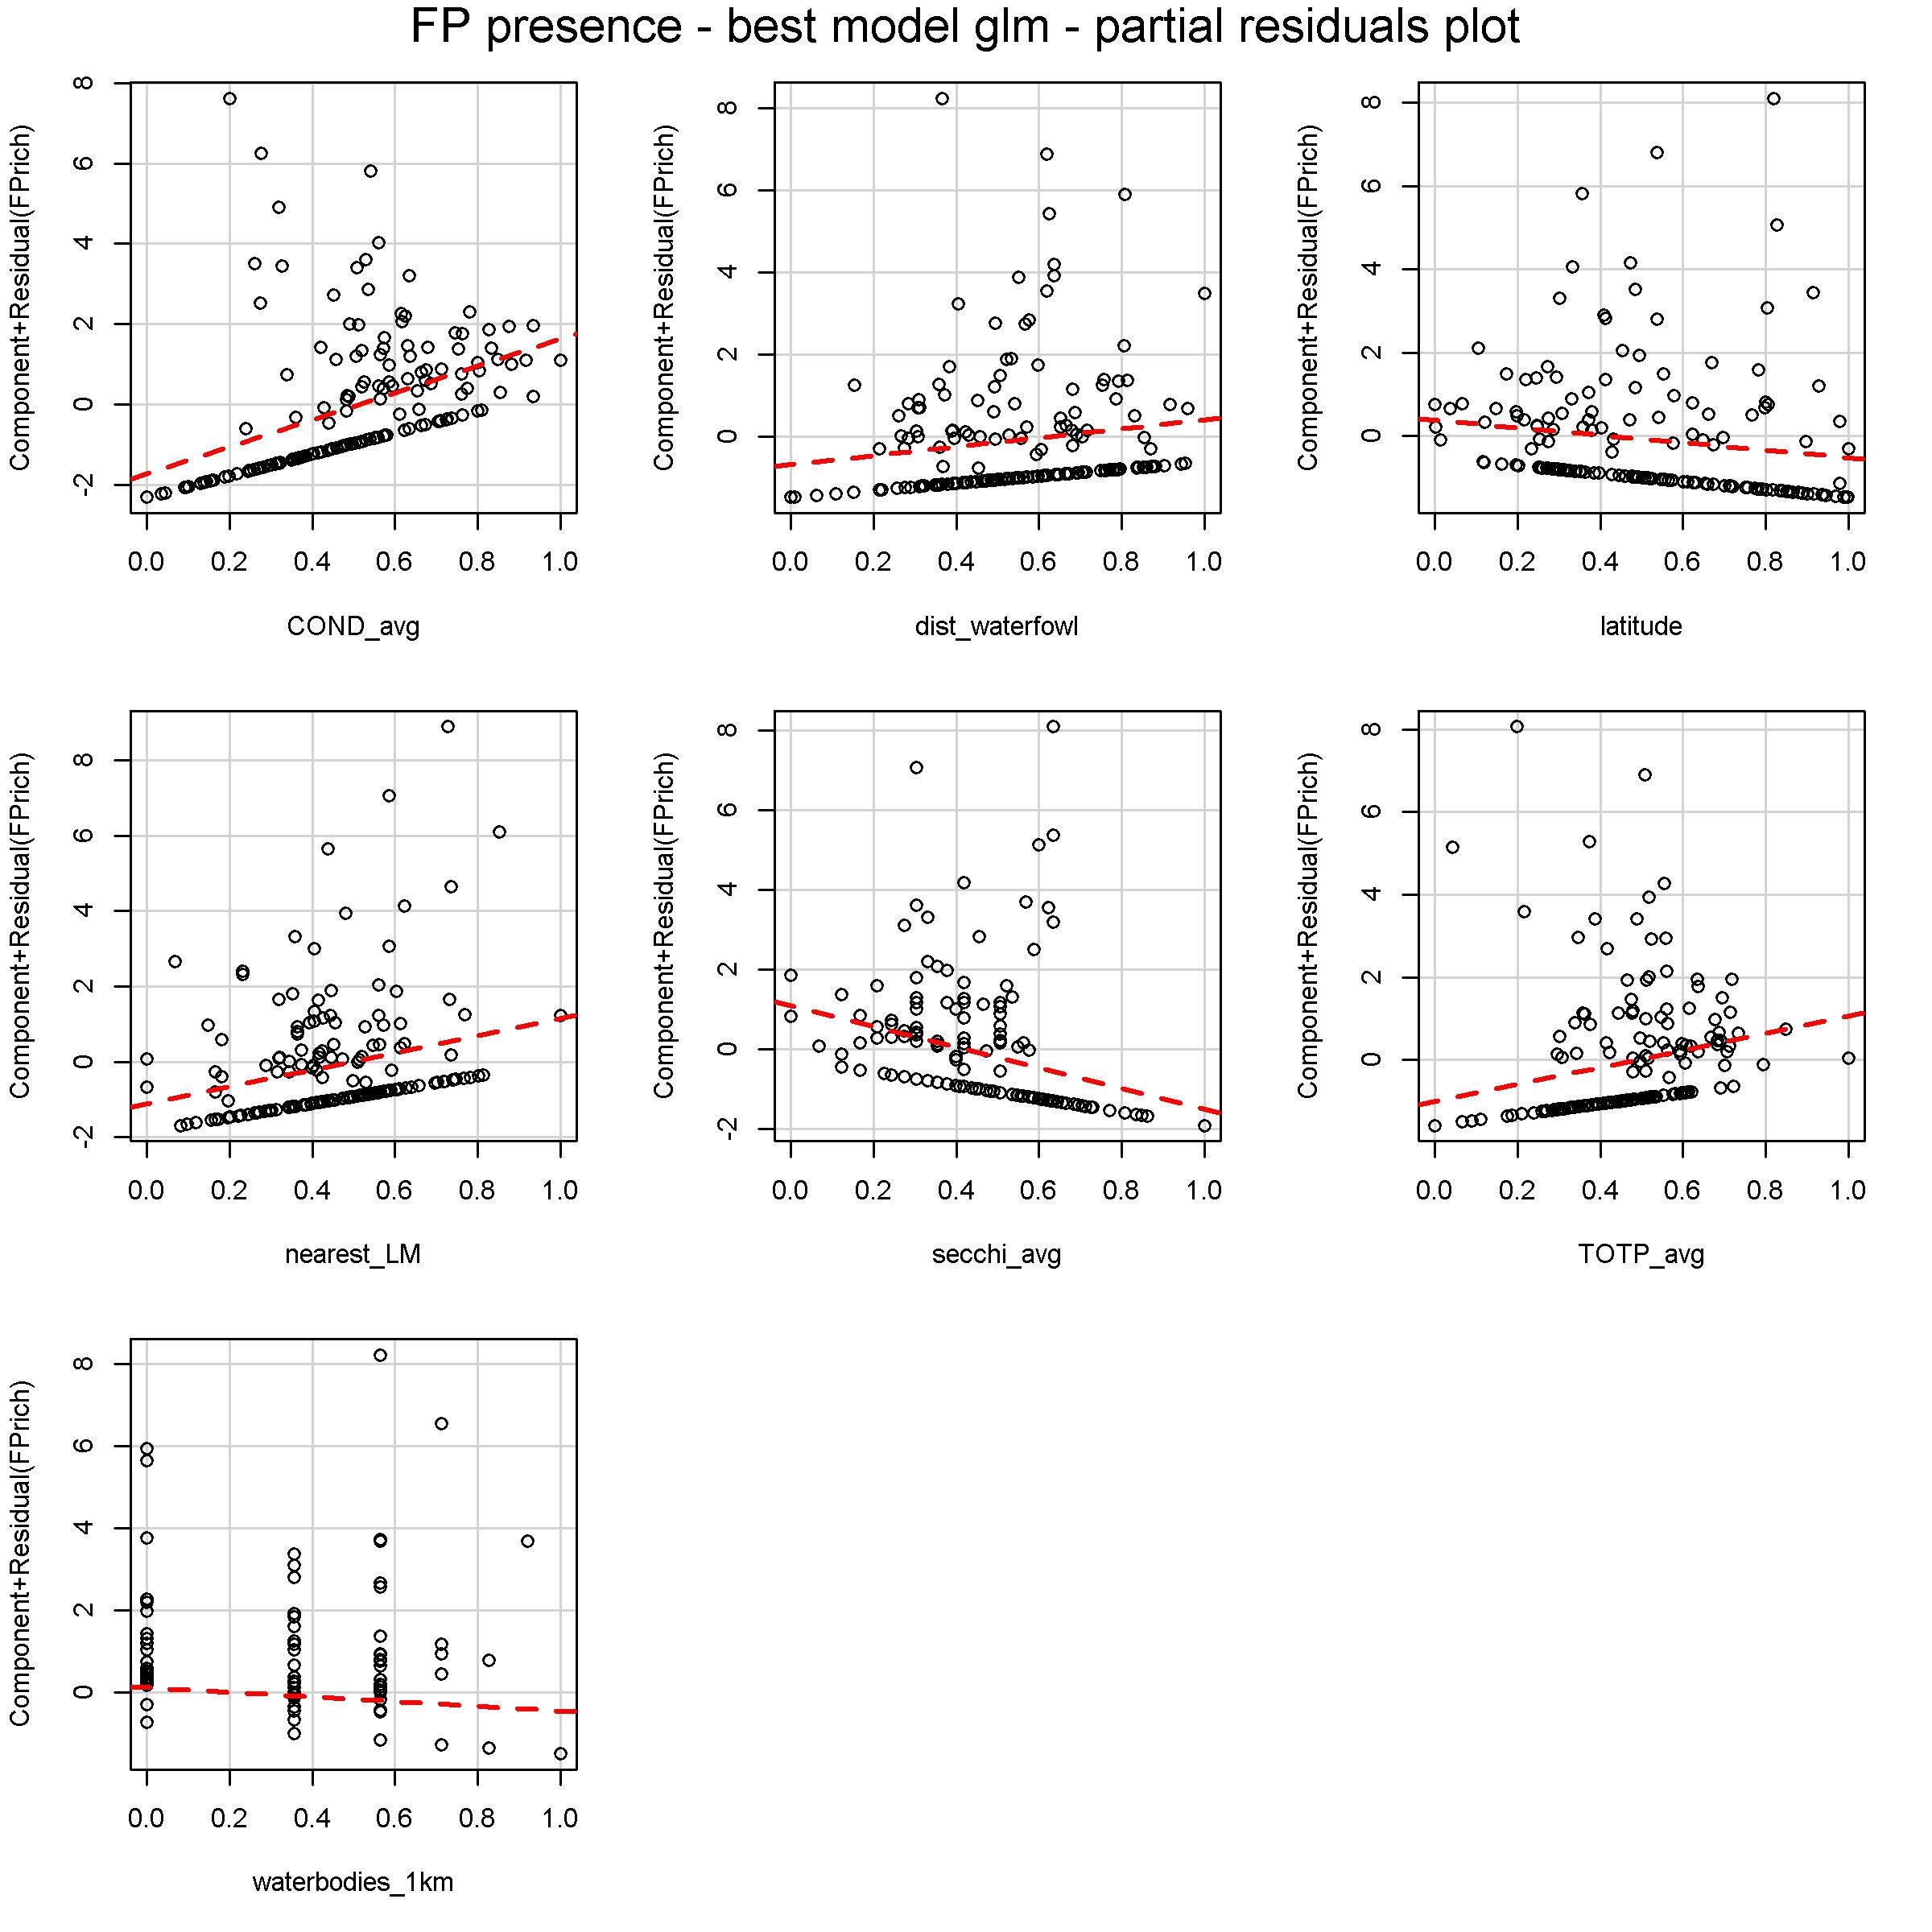 FP presence - best model glm - partial residuals plot
Component+Residual(FPrich)
8
6
4
2
0
-2
0.0 0.2 0.4 0.6 0.8 1.0
COND_avg
Component+Residual(FPrich)
8
6
4
2
0
0.0 0.2 0.4 0.6 0.8 1.0
dist_waterfowl
Component+Residual(FPrich)
8
6
4
2
0
0.0 0.2 0.4 0.6 0.8 1.0
latitude
Component+Residual(FPrich)
8
6
4
2
0
-2
0.0 0.2 0.4 0.6 0.8 1.0
nearest_LM
Component+Residual(FPrich)
8
6
4
2
0
-2
0.0 0.2 0.4 0.6 0.8 1.0
secchi_avg
Component+Residual(FPrich)
8
6
4
2
0
0.0 0.2 0.4 0.6 0.8 1.0
TOTP_avg
Component+Residual(FPrich)
8
6
4
2
0
0.0 0.2 0.4 0.6 0.8 1.0
waterbodies_1km